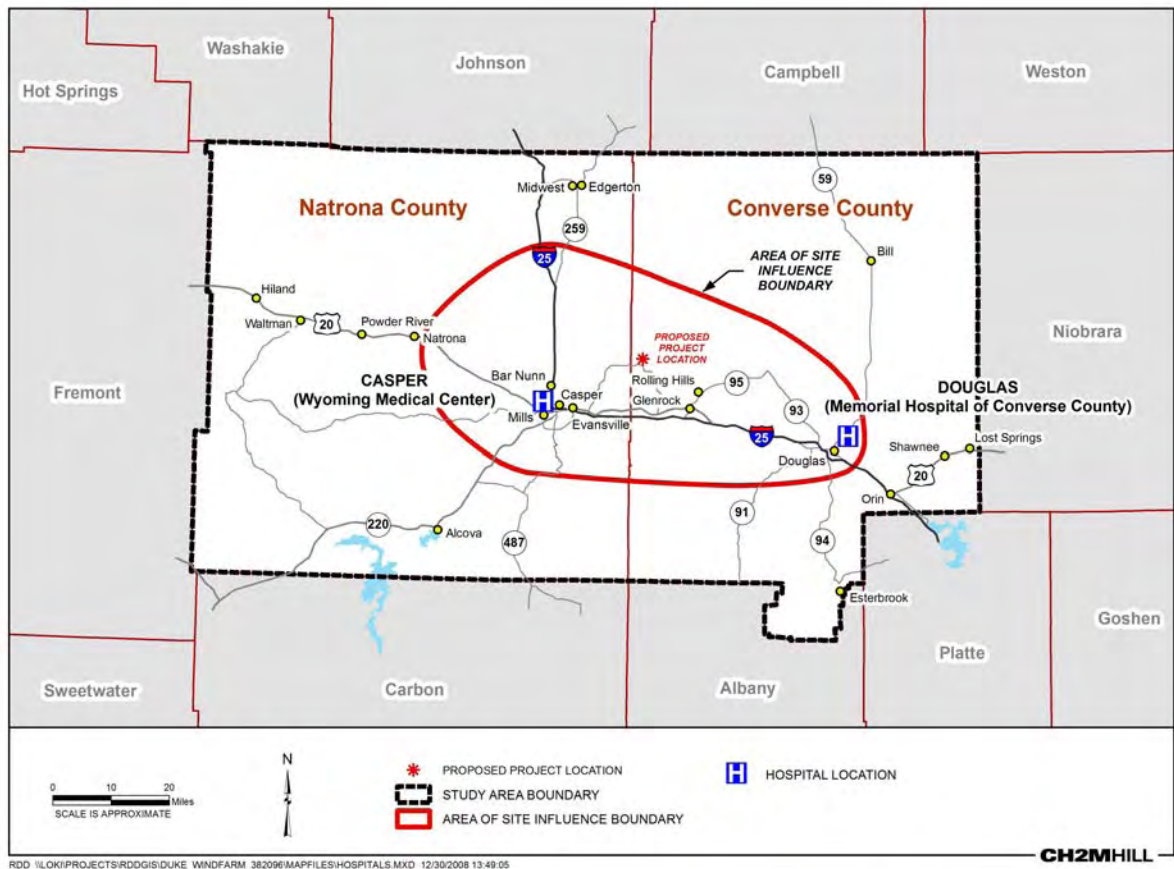 Washakie
Johnson
Campbell
Weston
Hot Springs
59
Midwest
Edgerton
Natrona County
Converse County
259
25
AREA OF SITE
INFLUENCE
BOUNDARY
Bill
Hiland
Waltman
20
Powder River
Natrona
PROPOSED
PROJECT
LOCATION
Niobrara
Fremont
CASPER
(Wyoming Medical Center)
Bar Nunn
H
Casper
Mills
Evansville
Rolling Hills
Glenrock
95
93
25
DOUGLAS
(Memorial Hospital of Converse County)
H
Douglas
Shawnee
Lost Springs
20
Orin
91
94
220
Alcova
487
Esterbrook
Goshen
Platte
Sweetwater
Carbon
Albany
0 10 20
Miles
SCALE IS APPROXIMATE
N
PROPOSED PROJECT LOCATION
STUDY AREA BOUNDARY
AREA OF SITE INFLUENCE BOUNDARY
H HOSPITAL LOCATION
CH2MHILL
RDD \\LOKI\PROJECTS\RDDGIS\DUKE_WINDFARM_382096\MAPFILES\HOSPITALS.MXD 12/30/2008 13:49:05